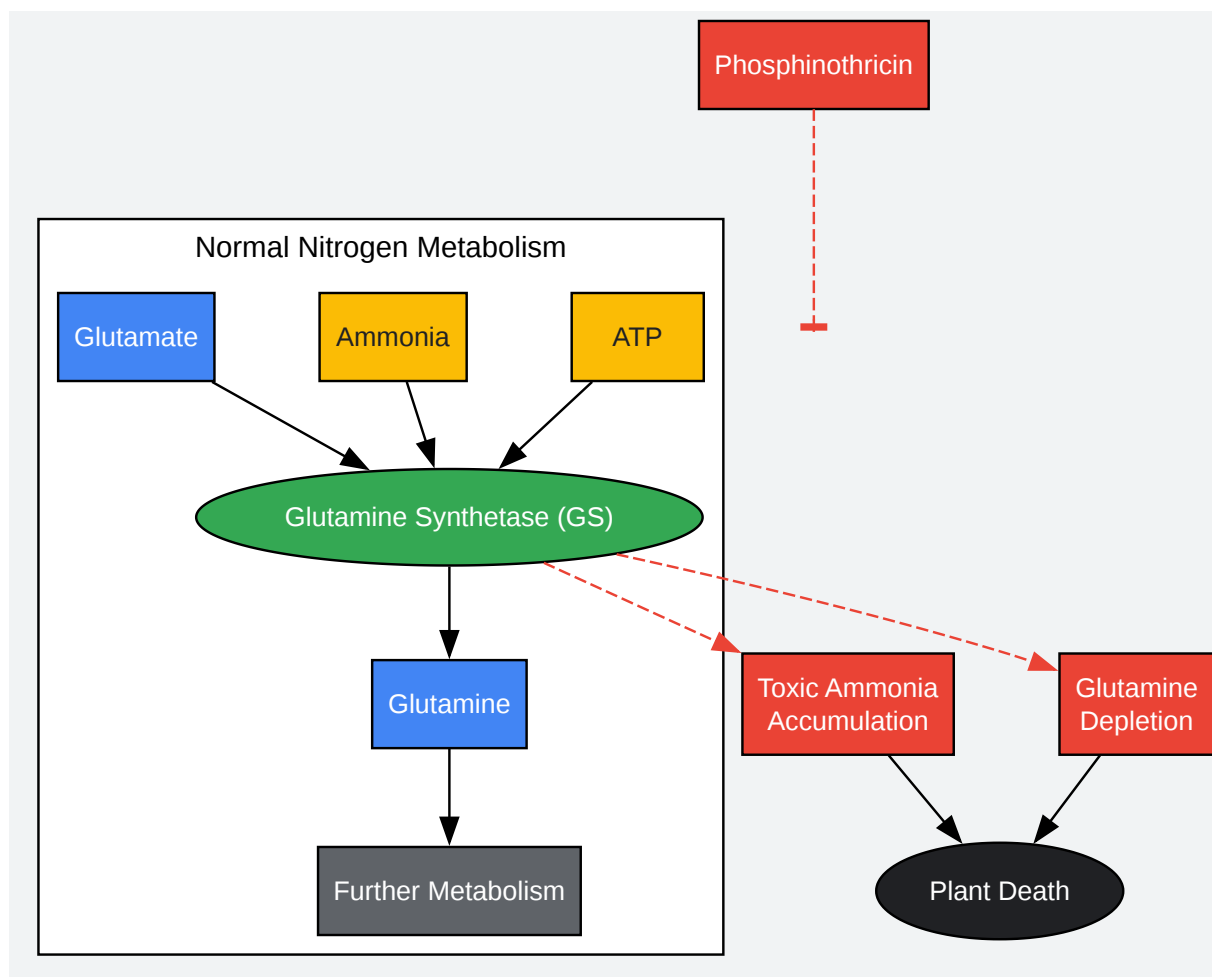 Phosphinothricin
Normal Nitrogen Metabolism
Glutamate
Ammonia
ATP
Glutamine Synthetase (GS)
Glutamine
Toxic Ammonia
Accumulation
Glutamine
Depletion
Further Metabolism
Plant Death